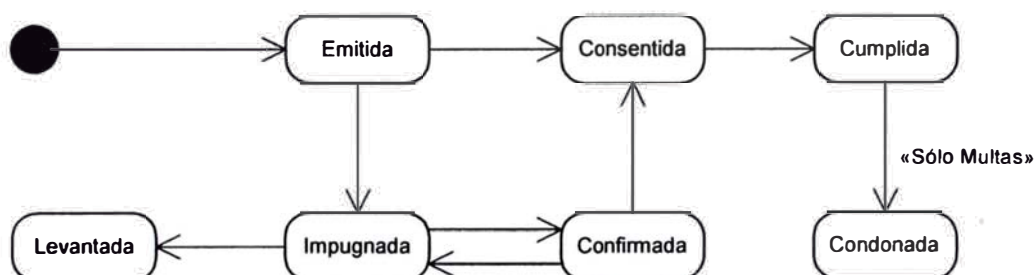 Emitida
Consentida
Cumplida
«Sólo Multas»
Levantada
Impugnada
Confirmada
Condonada